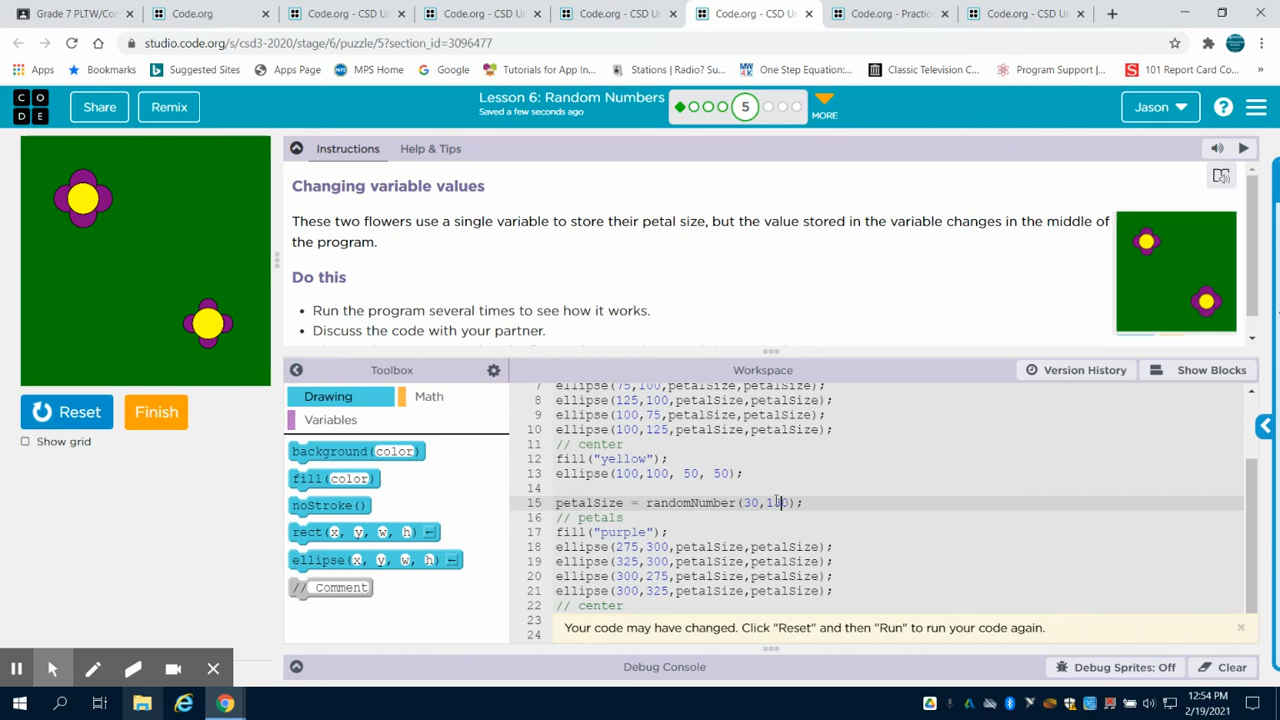 Grade 7 PLTW/Con
Code.org
Code.org - CSD Un
Code.org - CSD Un
Code.org - CSD Un
Code.org - CSD Un
Code.org - Practic
Code.org - CSD Un
studio.code.org/s/csd3-2020/stage/6/puzzle/5?section_id=3096477
Apps
Bookmarks
Suggested Sites
Apps Page
MPS Home
Google
Tutorials for App In...
Stations | Radio? Su...
One Step Equation:...
Classic Television C...
Program Support |...
101 Report Card Co...
C O D E
Share
Remix
Lesson 6: Random Numbers
Saved a few seconds ago
5
MORE
Jason
?
Instructions
Help & Tips
Changing variable values
These two flowers use a single variable to store their petal size, but the value stored in the variable changes in the middle of
the program.
Do this
• Run the program several times to see how it works.
• Discuss the code with your partner.
Reset
Finish
Show grid
Toolbox
Workspace
Version History
Show Blocks
Drawing
Math
Variables
background(color)
fill(color)
noStroke()
rect(x, y, w, h)
ellipse(x, y, w, h)
// Comment
7 ellipse(75,100,petalSize,petalSize);
8 ellipse(125,100,petalSize,petalSize);
9 ellipse(100,75,petalSize,petalSize);
10 ellipse(100,125,petalSize,petalSize);
11 // center
12 fill("yellow");
13 ellipse(100,100, 50, 50);
14
15 petalSize = randomNumber(30,
16 // petals
17 fill("purple");
18 ellipse(275,300,petalSize,petalSize);
19 ellipse(325,300,petalSize,petalSize);
20 ellipse(300,275,petalSize,petalSize);
21 ellipse(300,325,petalSize,petalSize);
22 // center
23
24
Your code may have changed. Click "Reset" and then "Run" to run your code again.
Debug Console
Debug Sprites: Off
Clear
12:54 PM
2/19/2021